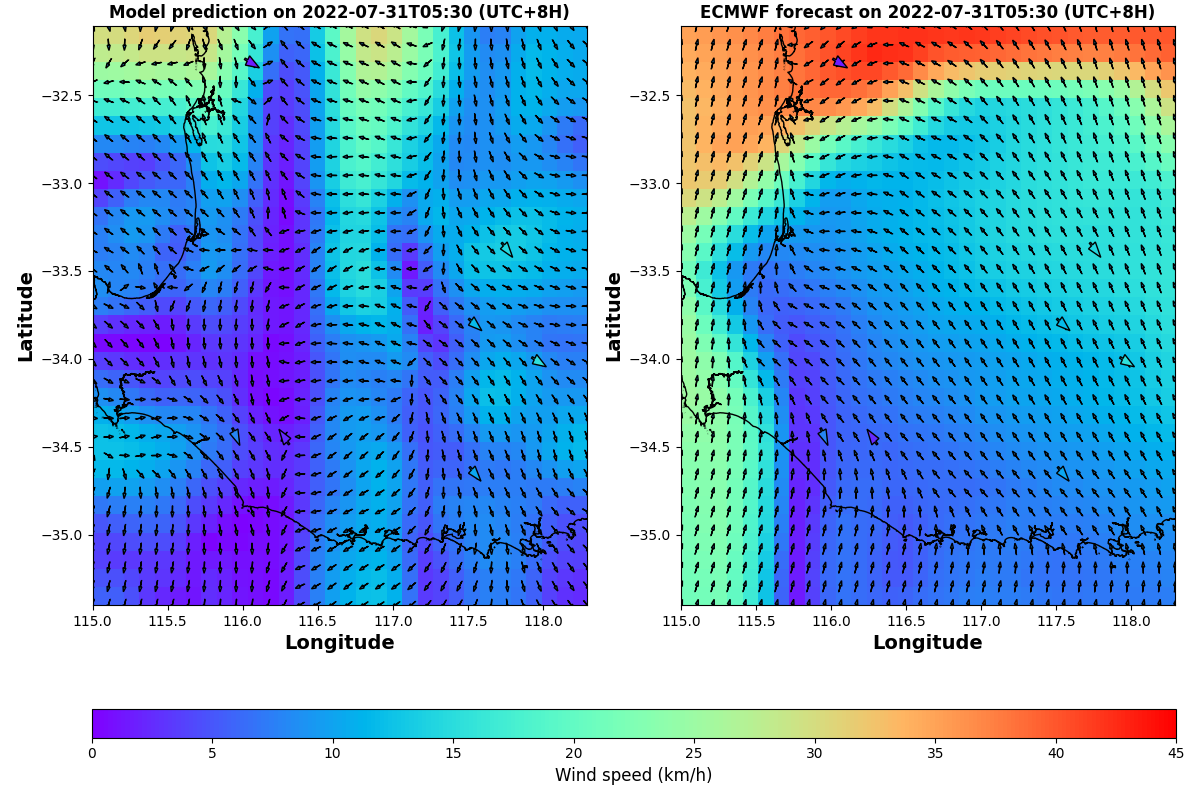 Model prediction on 2022-07-31T05:30 (UTC+8H)
ECMWF forecast on 2022-07-31T05:30 (UTC+8H)
−32.5
−33.0
−33.5
−34.0
−34.5
−35.0
Latitude
115.0 115.5 116.0 116.5 117.0 117.5 118.0
Longitude
−32.5
−33.0
−33.5
−34.0
−34.5
−35.0
Latitude
115.0 115.5 116.0 116.5 117.0 117.5 118.0
Longitude
0 5 10 15 20 25 30 35 40 45
Wind speed (km/h)